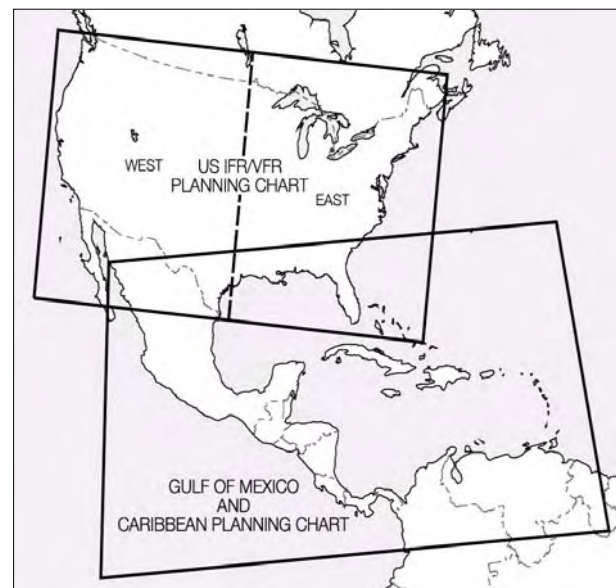 WEST
US IFR/VFR
PLANNING CHART
EAST
GULF OF MEXICO
AND
CARIBBEAN PLANNING CHART